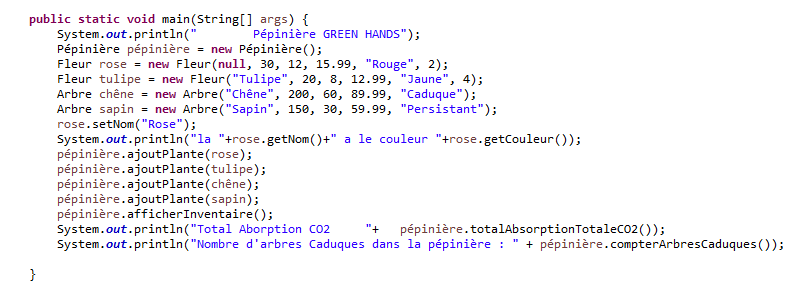 public static void main(String[] args) {
System.out.println("        Pépinière GREEN HANDS");
Pépinière pépinière = new Pépinière();
Fleur rose = new Fleur(null, 30, 12, 15.99, "Rouge", 2);
Fleur tulipe = new Fleur("Tulipe", 20, 8, 12.99, "Jaune", 4);
Arbre chêne = new Arbre("Chêne", 200, 60, 89.99, "Caduque");
Arbre sapin = new Arbre("Sapin", 150, 30, 59.99, "Persistant");
rose.setNom("Rose");
System.out.println("la "+rose.getNom()+" a le couleur "+rose.getCouleur());
pépinière.ajoutPlante(rose);
pépinière.ajoutPlante(tulipe);
pépinière.ajoutPlante(chêne);
pépinière.ajoutPlante(sapin);
pépinière.afficherInventaire();
System.out.println("Total Aborption CO2     "+   pépinière.totalAbsorptionTotaleCO2());
System.out.println("Nombre d'arbres Caduques dans la pépinière : " + pépinière.compterArbresCaduques());
}